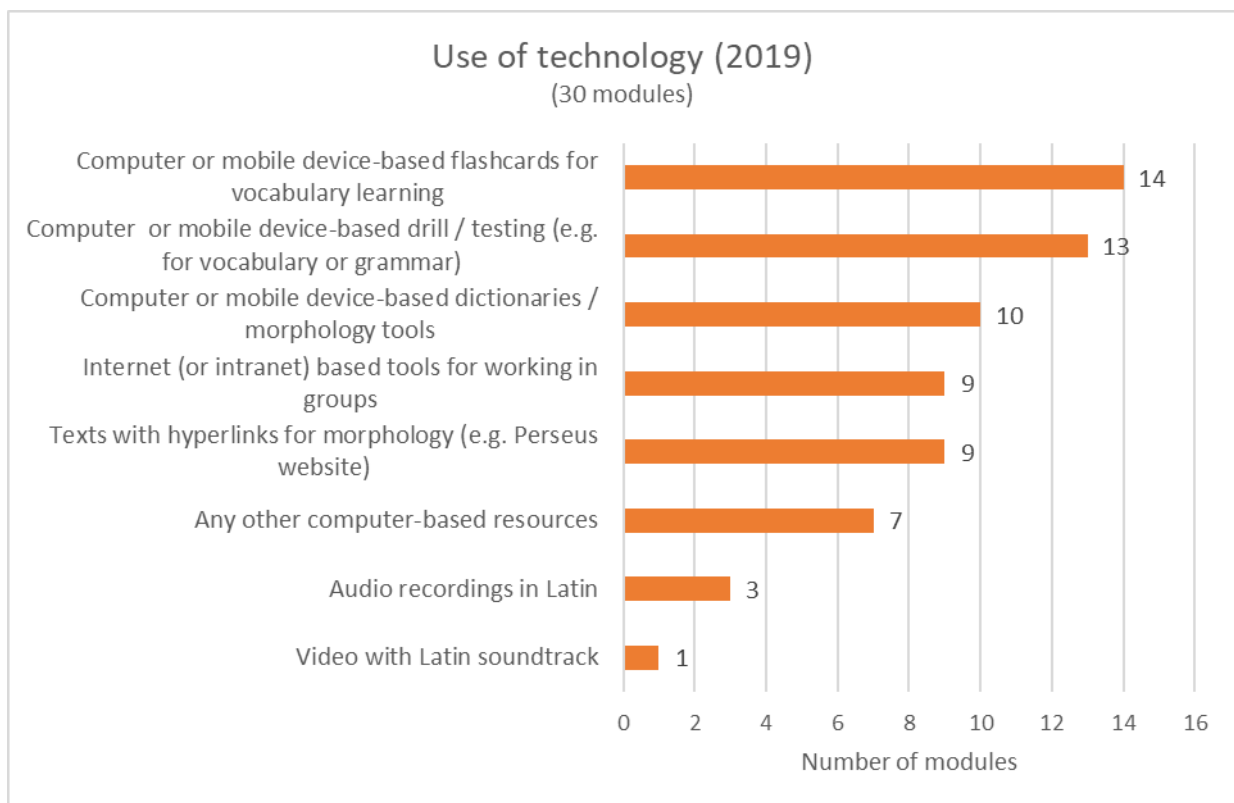 Use of technology (2019)
(30 modules)
Computer or mobile device-based flashcards for
vocabulary learning
14
Computer  or mobile device-based drill / testing (e.g.
for vocabulary or grammar)
13
Computer or mobile device-based dictionaries /
morphology tools
10
Internet (or intranet) based tools for working in
groups
9
Texts with hyperlinks for morphology (e.g. Perseus
website)
9
Any other computer-based resources
7
Audio recordings in Latin
3
Video with Latin soundtrack
1
0 2 4 6 8 10 12 14 16
Number of modules